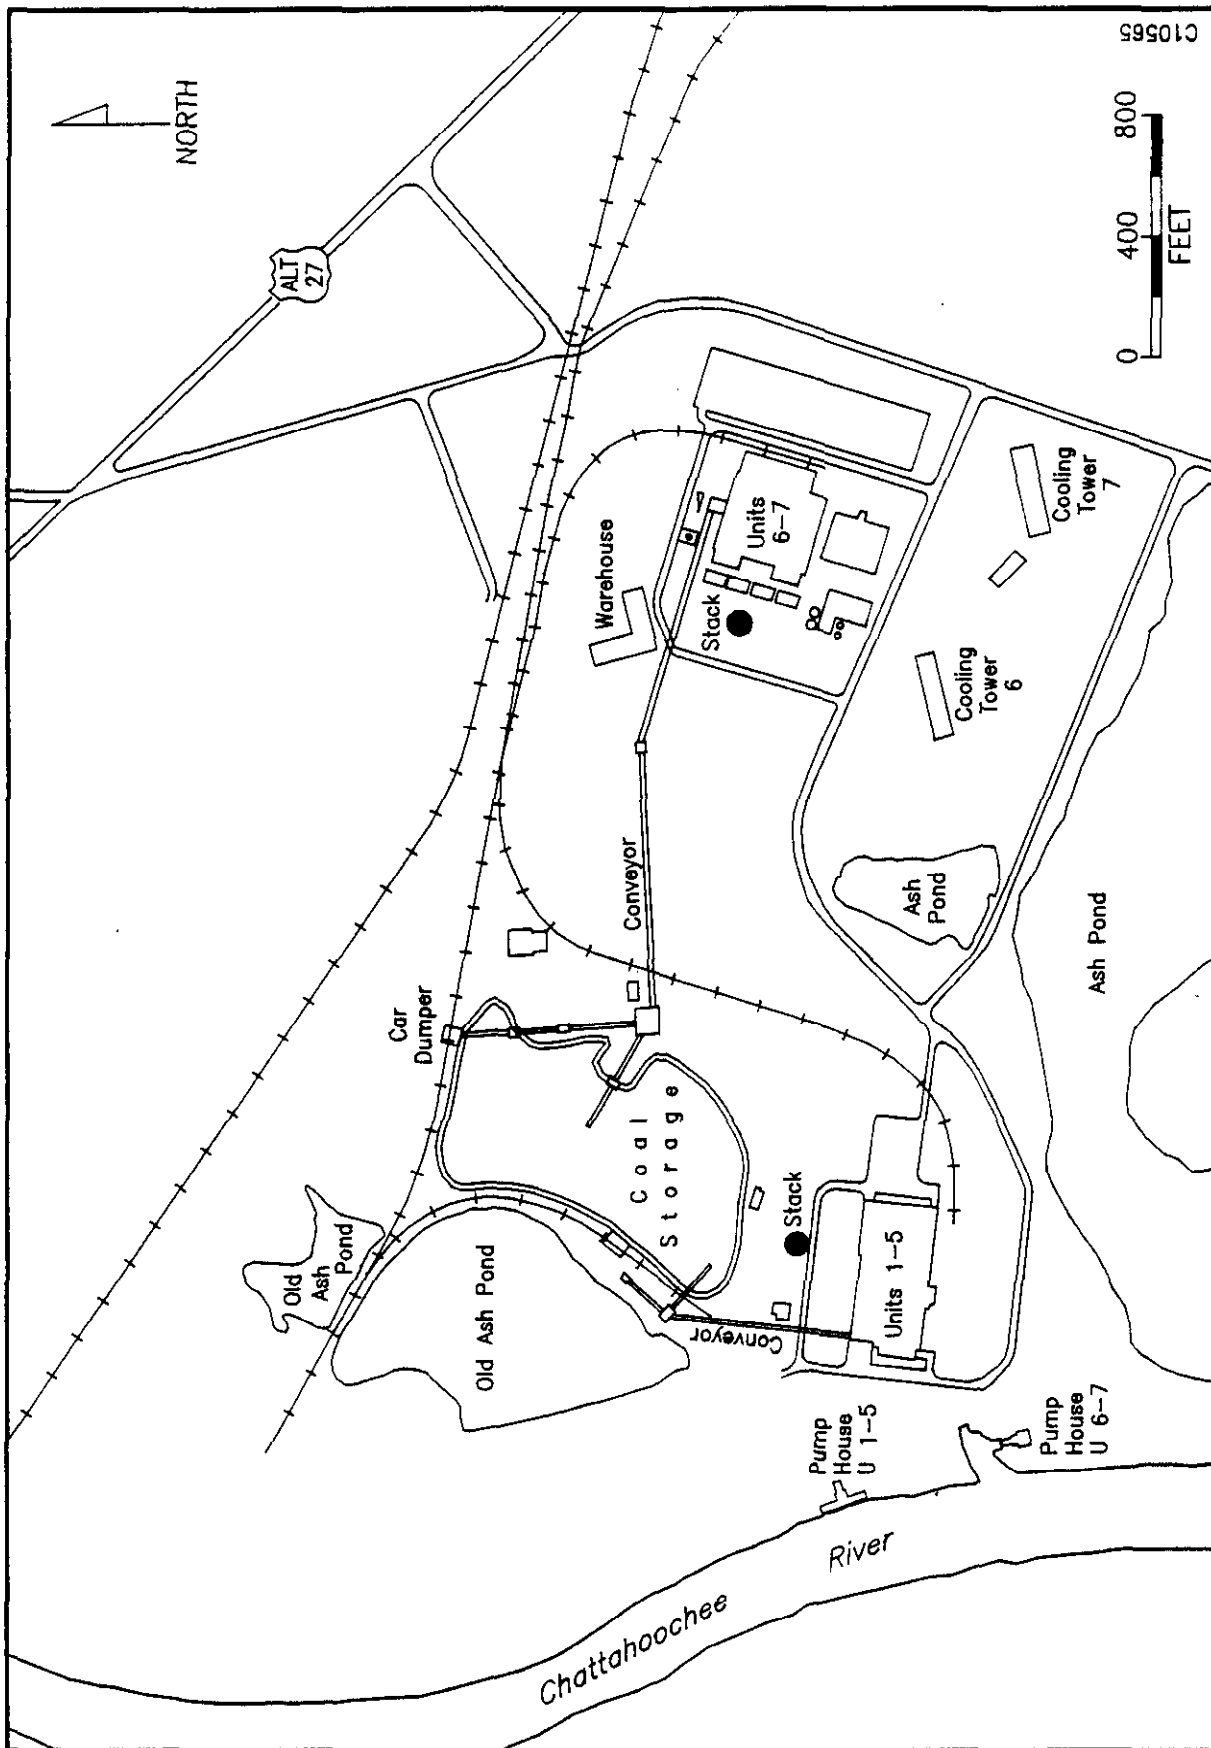 C10565
NORTH
ALT
27
0 400 800
FEET
Warehouse
Units
6-7
Stack
Cooling
Tower
7
Cooling
Tower
6
Conveyor
Ash
Pond
Ash Pond
Car
Dumper
Coal
Storage
Stack
Old
Ash
Pond
Old Ash Pond
Conveyor
Units 1-5
Pump
House
U 1-5
Pump
House
U 6-7
Chattahoochee River